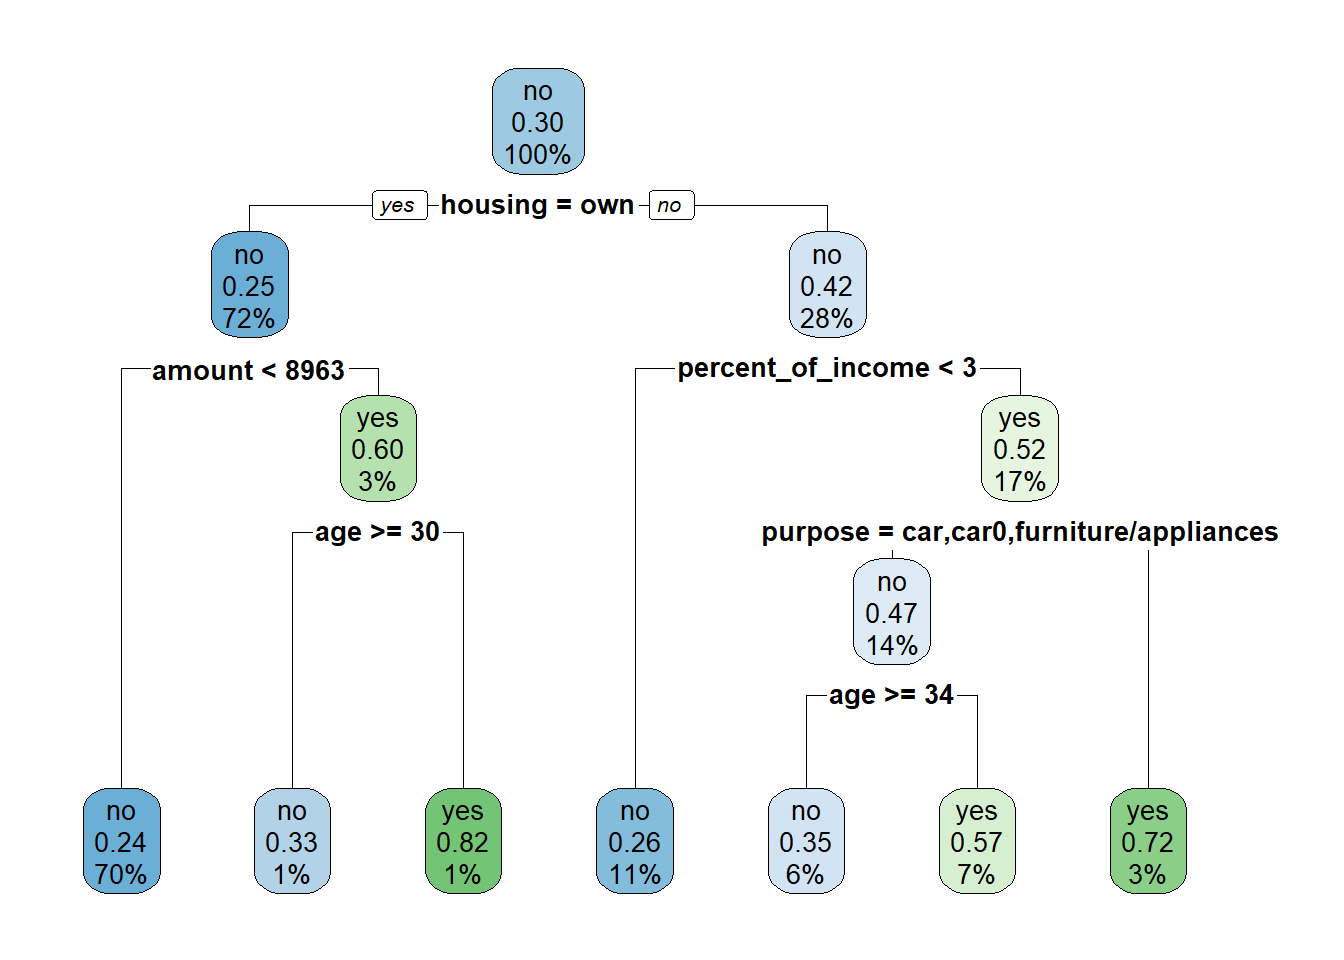 no
0.30
100%
yes housing = own no
no
0.25
72%
no
0.42
28%
amount < 8963
percent_of_income < 3
yes
0.60
3%
yes
0.52
17%
age >= 30
purpose = car,car0,furniture/appliances
no
0.47
14%
age >= 34
no
0.24
70%
no
0.33
1%
yes
0.82
1%
no
0.26
11%
no
0.35
6%
yes
0.57
7%
yes
0.72
3%